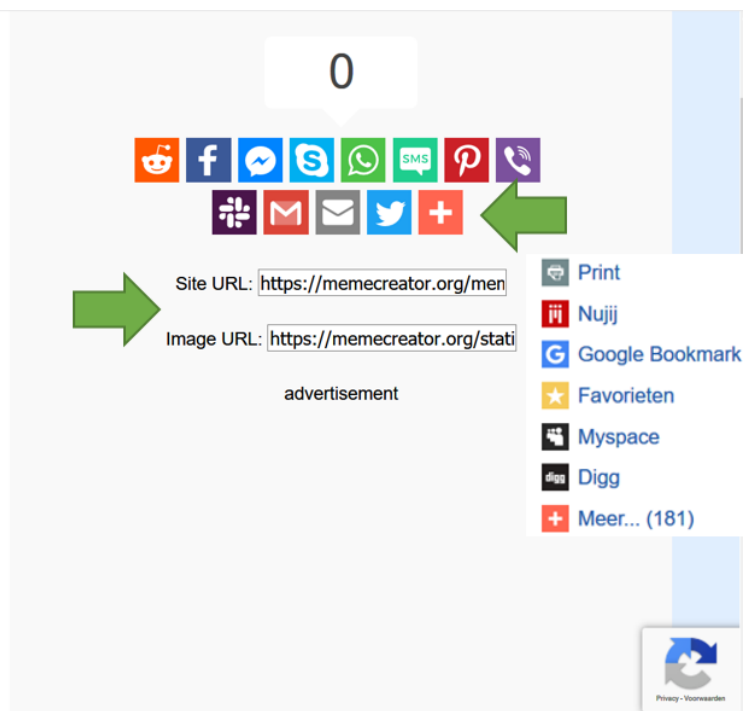 0
SMS
Site URL: https://memecreator.org/men
Image URL: https://memecreator.org/stati
advertisement
Print
Nujij
Google Bookmark
Favorieten
Myspace
digg Digg
Meer... (181)
Privacy - Voorwaarden